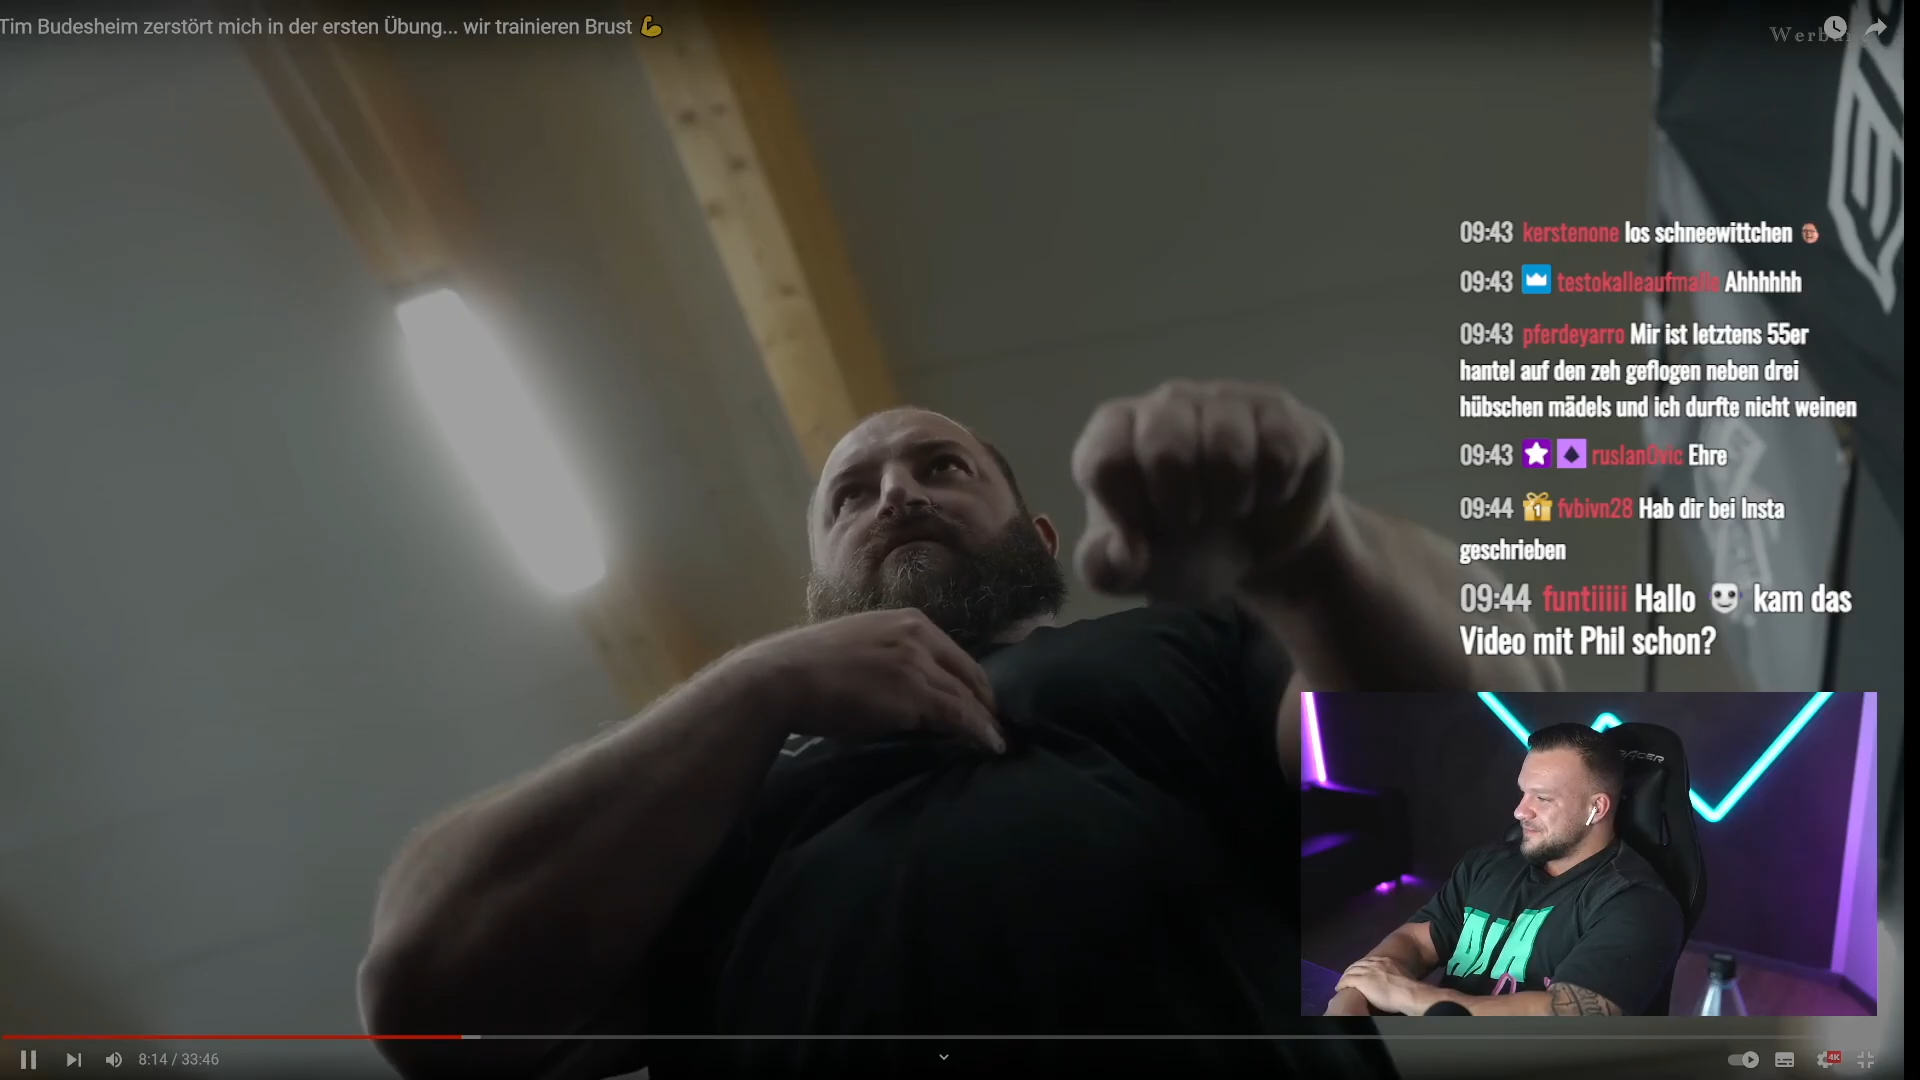 Tim Budesheim zerstört mich in der ersten Übung... wir trainieren Brust 💪
09:43 kerstenone los schneewittchen
09:43 testokalleaufmalle Ahhhhhh
09:43 pferdeyarro Mir ist letztens 55er
hantel auf den zeh geflogen neben drei
hübschen mädels und ich durfte nicht weinen
09:43 ruslan0vic Ehre
09:44 1 fvbivn28 Hab dir bei Insta
geschrieben
09:44 funtiiiii Hallo kam das
Video mit Phil schon?
8:14 / 33:46
4K